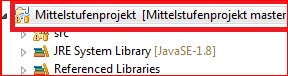 Mittelstufenprojekt [Mittelstufenprojekt master
src
JRE System Library [JavaSE-1.8]
Referenced Libraries